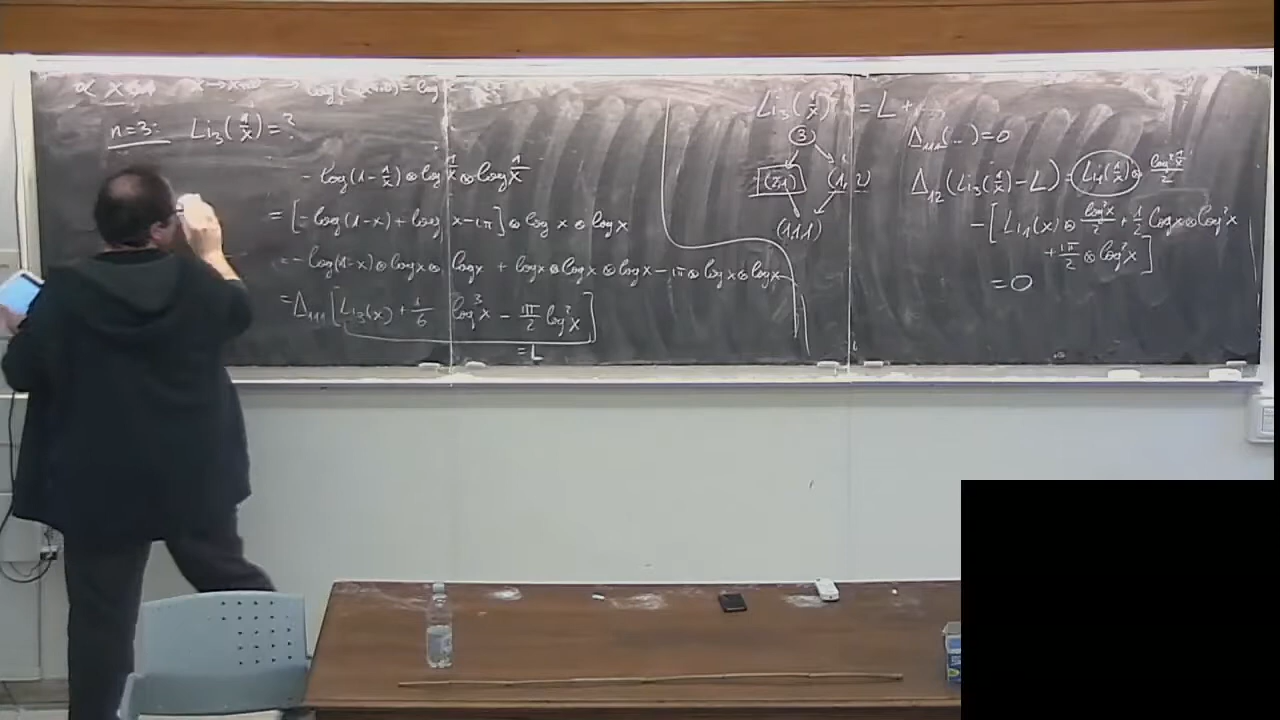 n=3: Li₃(1/x) = ?
- log(1-1/x) ⊗ log 1/x ⊗ log 1/x
= [-log(1-x) + log x - iπ] ⊗ log x ⊗ log x
= -log(1-x) ⊗ log x ⊗ log x + log x ⊗ log x ⊗ log x - iπ ⊗ log x ⊗ log x
= Δ₁₁₁ [Li₃(x) + 1/6 log³x - iπ/2 log²x]
= L
Li₃(1/x) = L + ...
(3)
(2,1) (1,2)
(1,1,1)
Δ₁₁₁(...) = 0
Δ₁₂(Li₃(1/x) - L) = Li₁(1/x) ⊗ log² 1/x / 2
- [Li₁(x) ⊗ log²x/2 + 1/2 log x ⊗ log²x
+ iπ/2 ⊗ log²x]
= 0